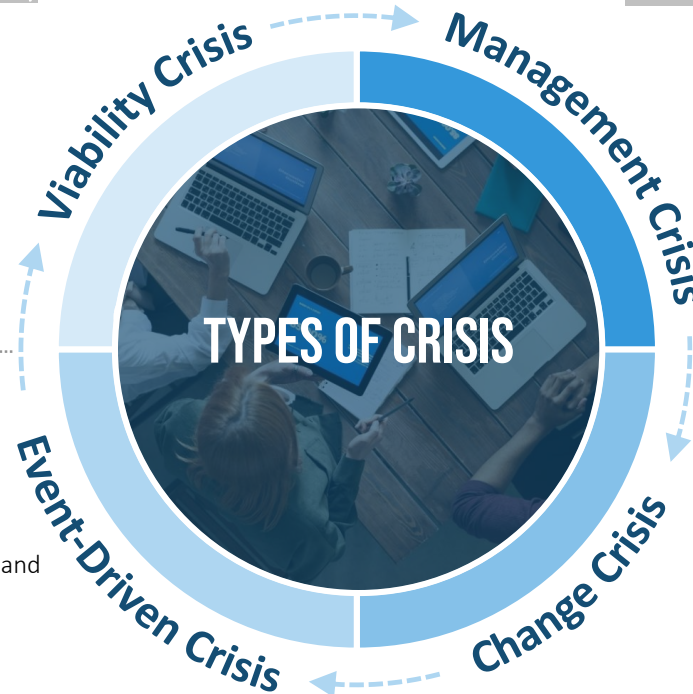 Viability Crisis
Management Crisis
TYPES OF CRISIS
...
Event-Driven Crisis
Change Crisis
and